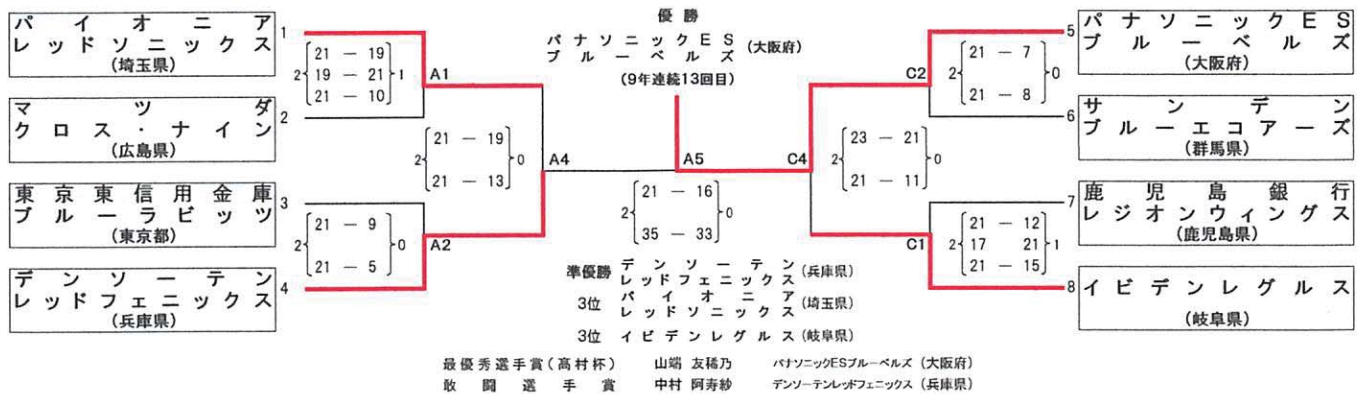 優勝
パナソニックES
ブルーベルズ
(大阪府)
(9年連続13回目)
パイオニア
レッドソニックス
(埼玉県)
1
マツダ
クロス・ナイン
(広島県)
2
東京東信用金庫
ブルーラビッツ
(東京都)
3
デンソーテン
レッドフェニックス
(兵庫県)
4
21 — 19
2 19 — 21 1
21 — 10
A1
21 — 9
2 0
21 — 5
A2
21 — 19
2 0
21 — 13
A4
A5
21 — 16
2 0
35 — 33
C4
23 — 21
2 0
21 — 11
C2
21 — 7
2 0
21 — 8
C1
21 — 12
2 17 21 1
21 — 15
5
パナソニックES
ブルーベルズ
(大阪府)
6
サンデン
ブルーエコアーズ
(群馬県)
7
鹿児島銀行
レジオンウィングス
(鹿児島県)
8
イビデンレグルス
(岐阜県)
準優勝 デンソーテン レッドフェニックス (兵庫県)
3位 パイオニア レッドソニックス (埼玉県)
3位 イビデンレグルス (岐阜県)
最優秀選手賞(髙村杯) 山端 友稀乃 パナソニックESブルーベルズ (大阪府)
敢闘選手賞 中村 阿寿紗 デンソーテンレッドフェニックス (兵庫県)